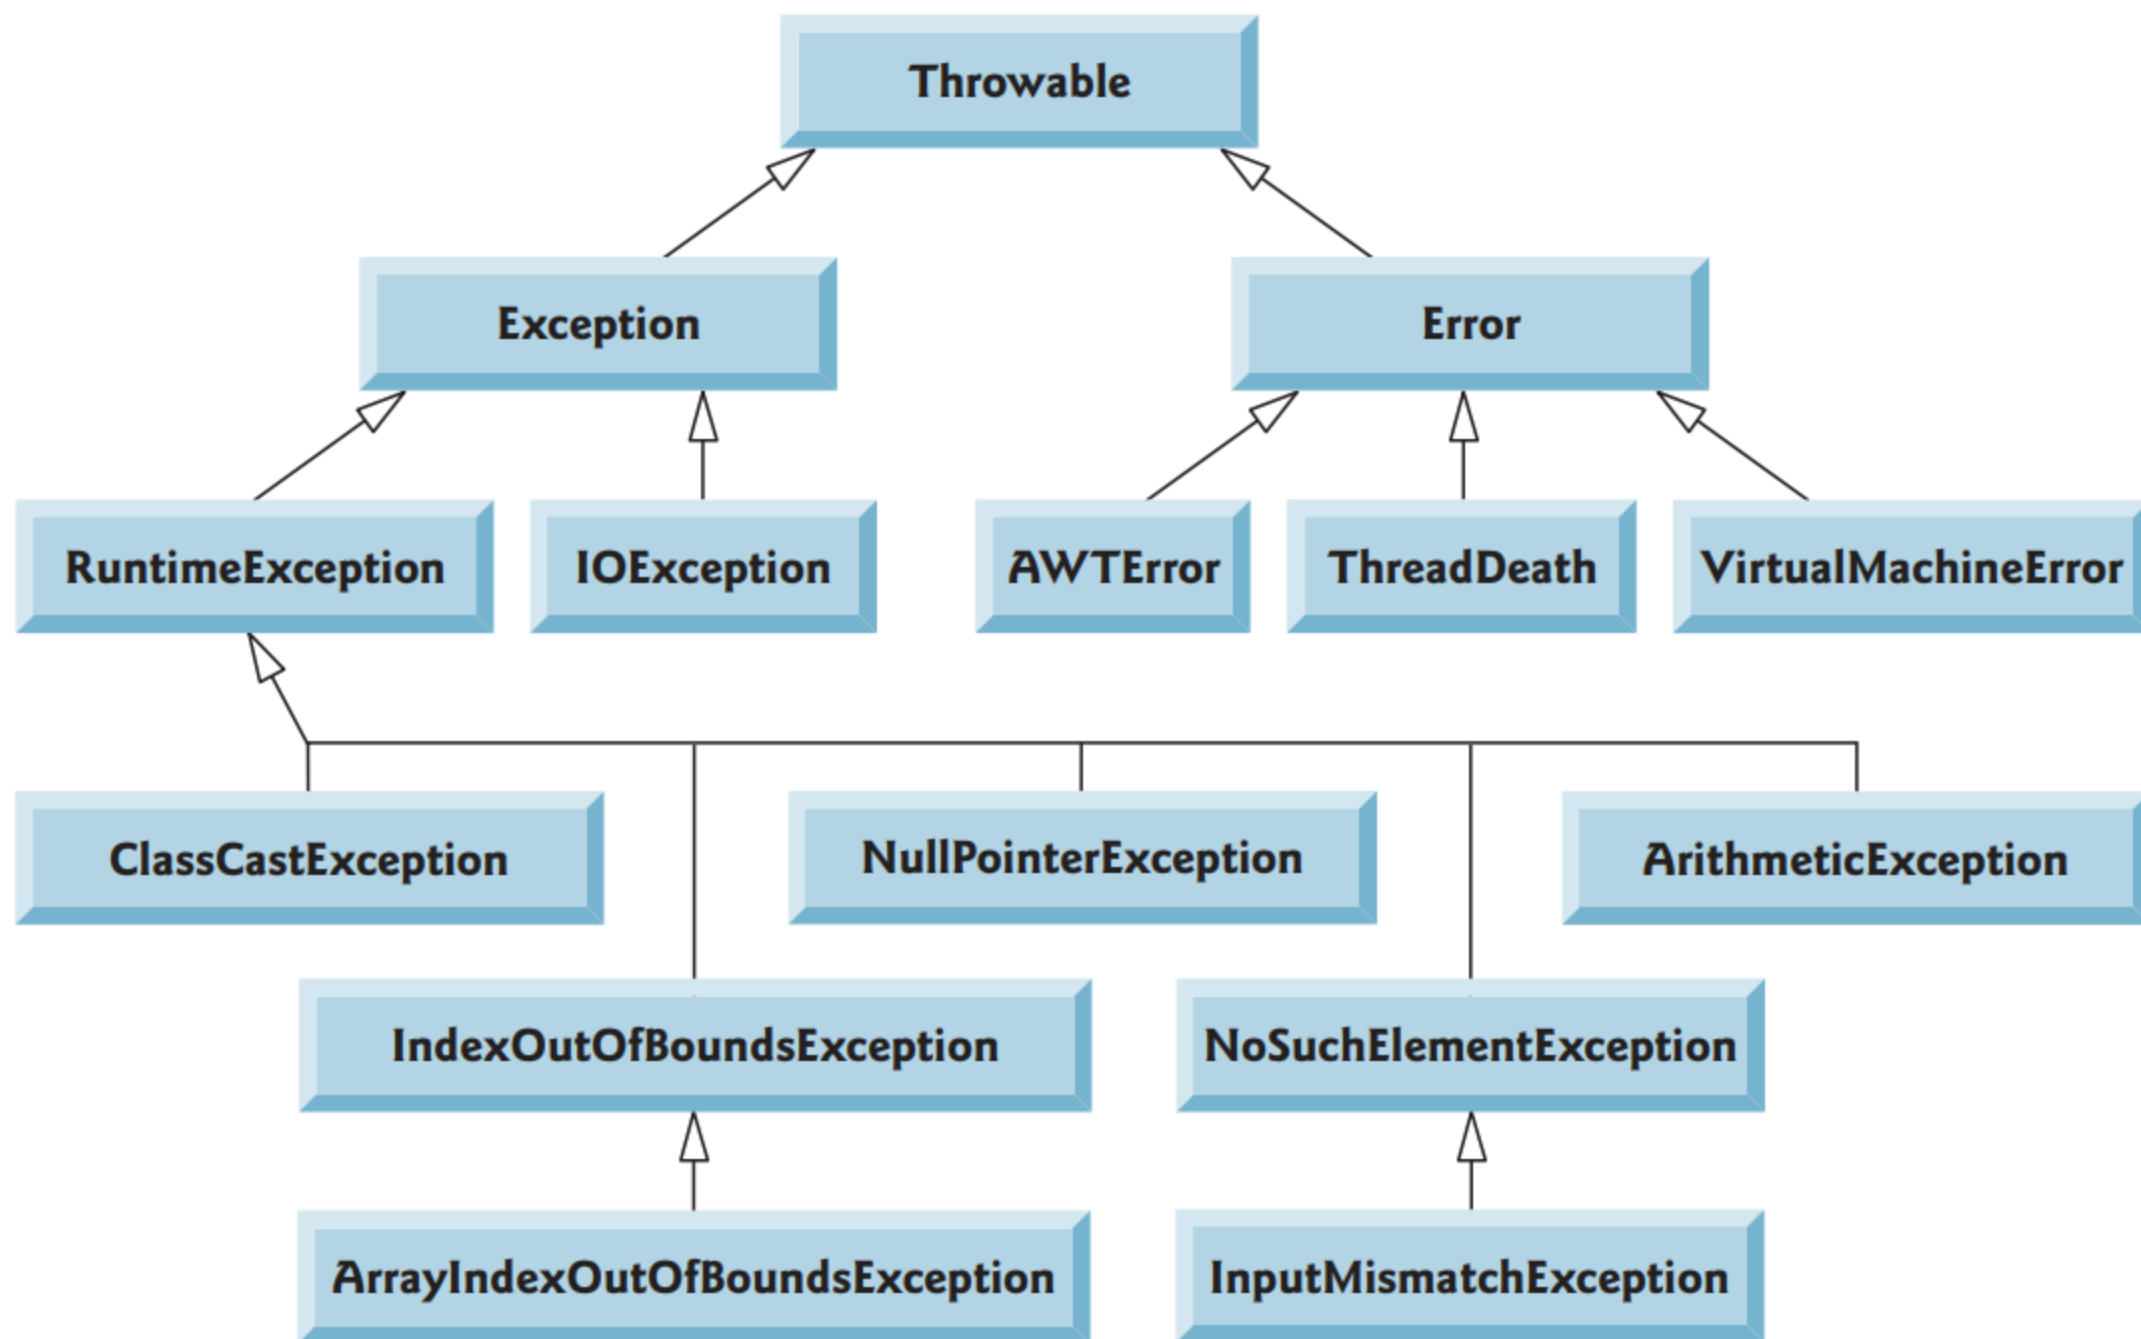 Throwable
Exception
Error
RuntimeException
IOException
AWTError
ThreadDeath
VirtualMachineError
ClassCastException
NullPointerException
ArithmeticException
IndexOutOfBoundsException
NoSuchElementException
ArrayIndexOutOfBoundsException
InputMismatchException